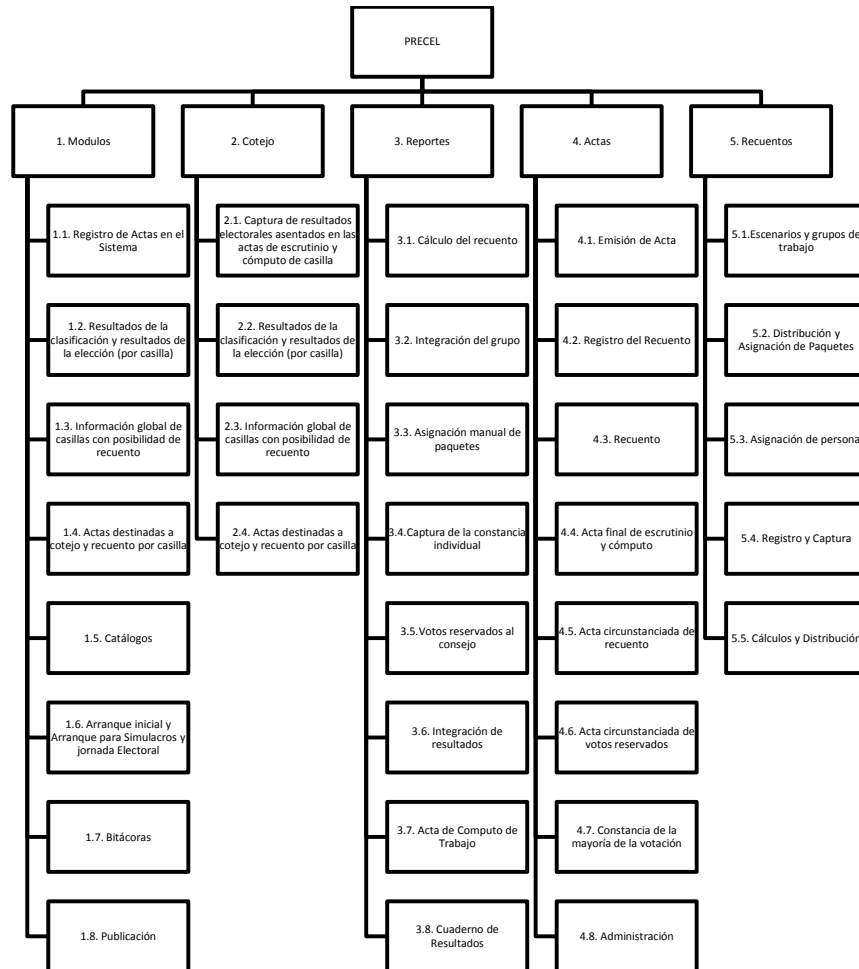 PRECEL
1. Modulos
2. Cotejo
3. Reportes
4. Actas
5. Recuentos
1.1. Registro de Actas en el
Sistema
1.2. Resultados de la
clasificación y resultados de
la elección (por casilla)
1.3. Información global de
casillas con posibilidad de
recuento
1.4. Actas destinadas a
cotejo y recuento por casilla
1.5. Catálogos
1.6. Arranque inicial y
Arranque para Simulacros y
jornada Electoral
1.7. Bitácoras
1.8. Publicación
2.1. Captura de resultados
electorales asentados en las
actas de escrutinio y
cómputo de casilla
2.2. Resultados de la
clasificación y resultados de
la elección (por casilla)
2.3. Información global de
casillas con posibilidad de
recuento
2.4. Actas destinadas a
cotejo y recuento por casilla
3.1. Cálculo del recuento
3.2. Integración del grupo
3.3. Asignación manual de
paquetes
3.4.Captura de la constancia
individual
3.5.Votos reservados al
consejo
3.6. Integración de
resultados
3.7. Acta de Computo de
Trabajo
3.8. Cuaderno de
Resultados
4.1. Emisión de Acta
4.2. Registro del Recuento
4.3. Recuento
4.4. Acta final de escrutinio
y cómputo
4.5. Acta circunstanciada de
recuento
4.6. Acta circunstanciada de
votos reservados
4.7. Constancia de la
mayoría de la votación
4.8. Administración
5.1.Escenarios y grupos de
trabajo
5.2. Distribución y
Asignación de Paquetes
5.3. Asignación de persona
5.4. Registro y Captura
5.5. Cálculos y Distribución